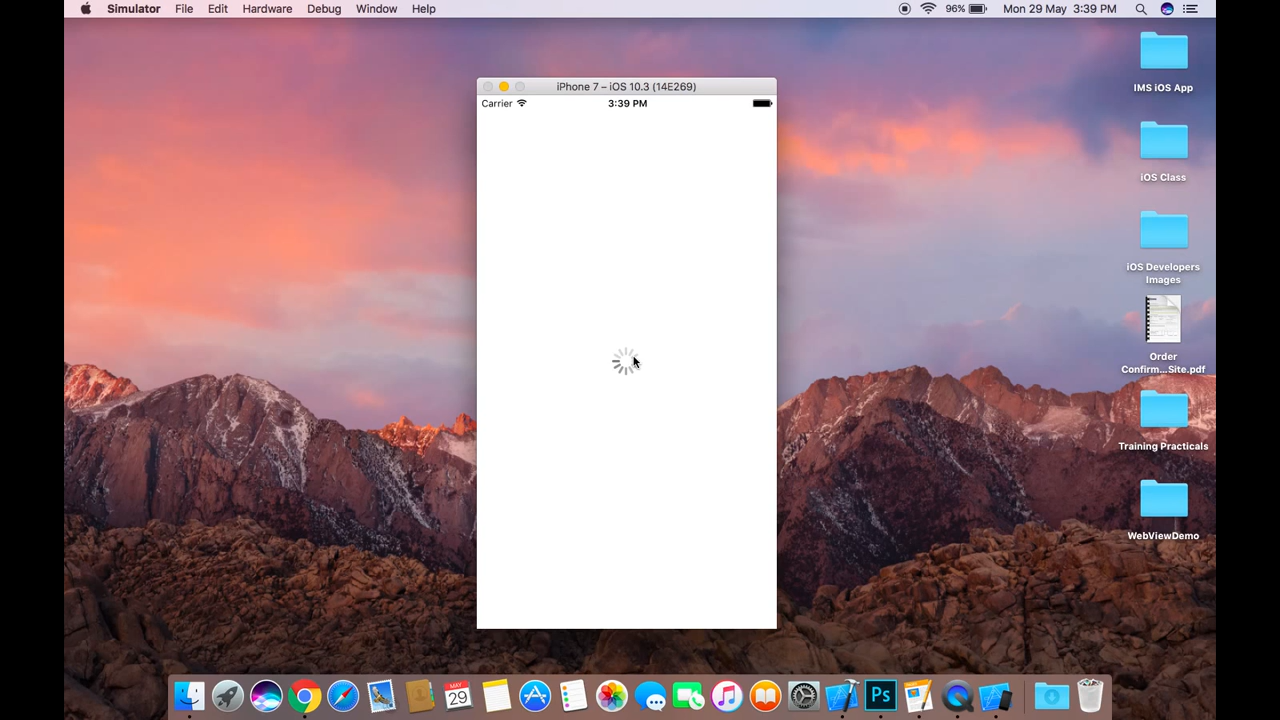 Simulator File Edit Hardware Debug Window Help 96% Mon 29 May 3:39 PM
iPhone 7 – iOS 10.3 (14E269)
Carrier 3:39 PM
IMS iOS App
iOS Class
iOS Developers
Images
Order
Confirm...Site.pdf
Training Practicals
WebViewDemo
MAY
29
Ps